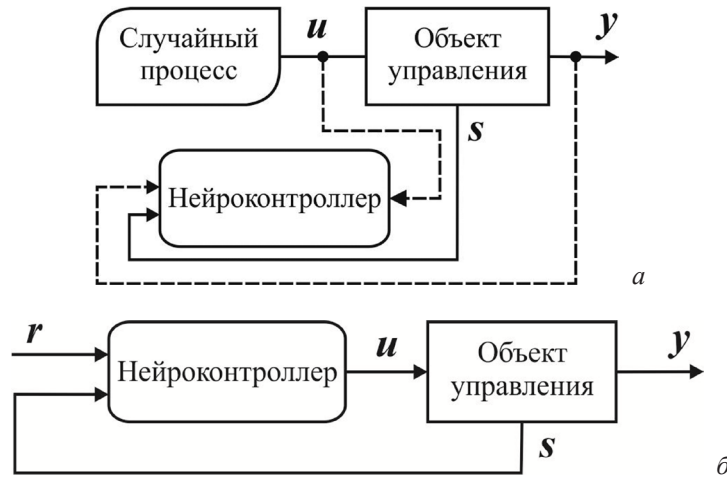 Случайный
процесс
u
Объект
управления
y
s
Нейроконтроллер
а
r
Нейроконтроллер
u
Объект
управления
y
s
б